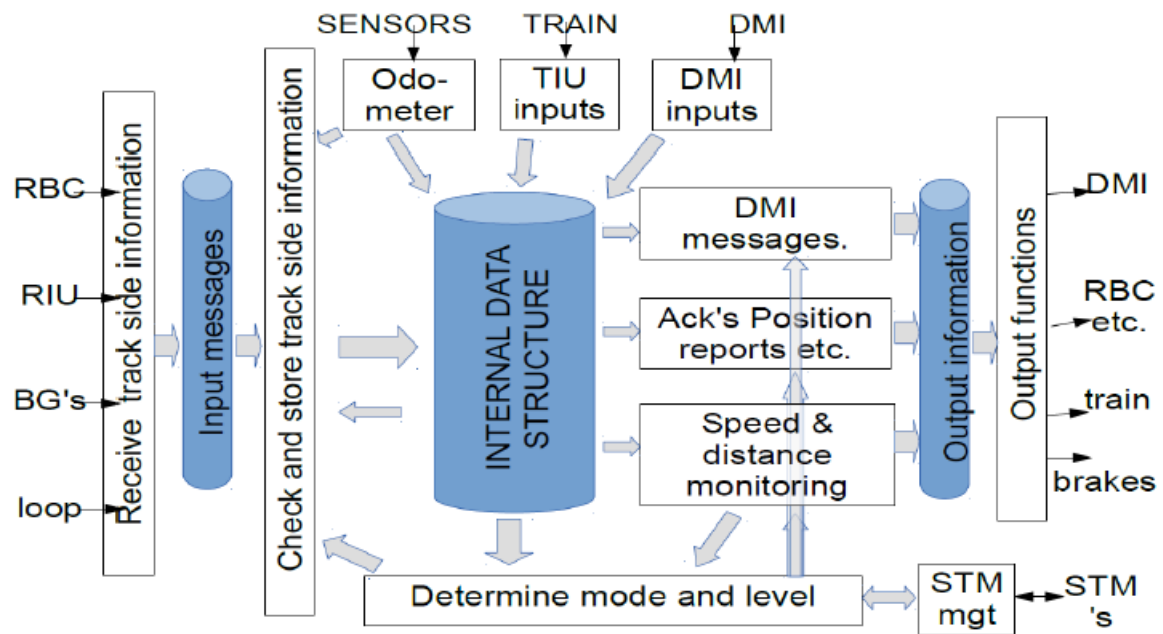 SENSORS
TRAIN
DMI
Odo-
meter
TIU
inputs
DMI
inputs
RBC
RIU
BG's
loop
Receive track side information
Input messages
Check and store track side information
INTERNAL DATA
STRUCTURE
DMI
messages.
Ack's Position
reports etc.
Speed &
distance
monitoring
Output information
Output functions
DMI
RBC
etc.
train
brakes
Determine mode and level
STM
mgt
STM
's